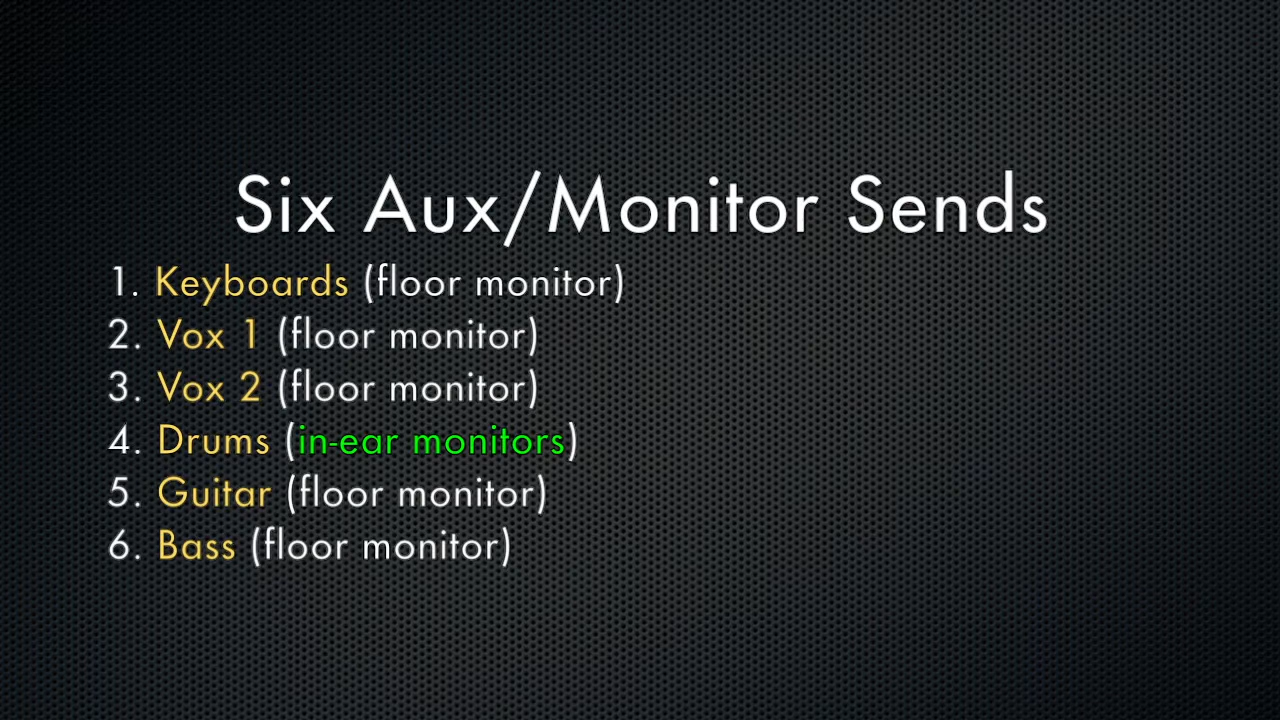 Six Aux/Monitor Sends
1. Keyboards (floor monitor)
2. Vox 1 (floor monitor)
3. Vox 2 (floor monitor)
4. Drums (in-ear monitors)
5. Guitar (floor monitor)
6. Bass (floor monitor)